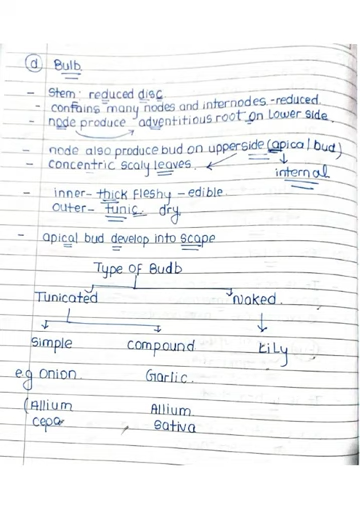 (d) Bulb.
- Stem: reduced disc.
- contains many nodes and internodes - reduced.
- node produce adventitious root on lower side.
- node also produce bud on upperside (apical bud)
- concentric scaly leaves. internal
- inner - thick fleshy - edible.
outer - tunic dry
- apical bud develop into scape
Type OF Budb
Tunicated Naked.
Simple compound Lily
e.g onion. Garlic.
(Allium Allium
cepa sativa